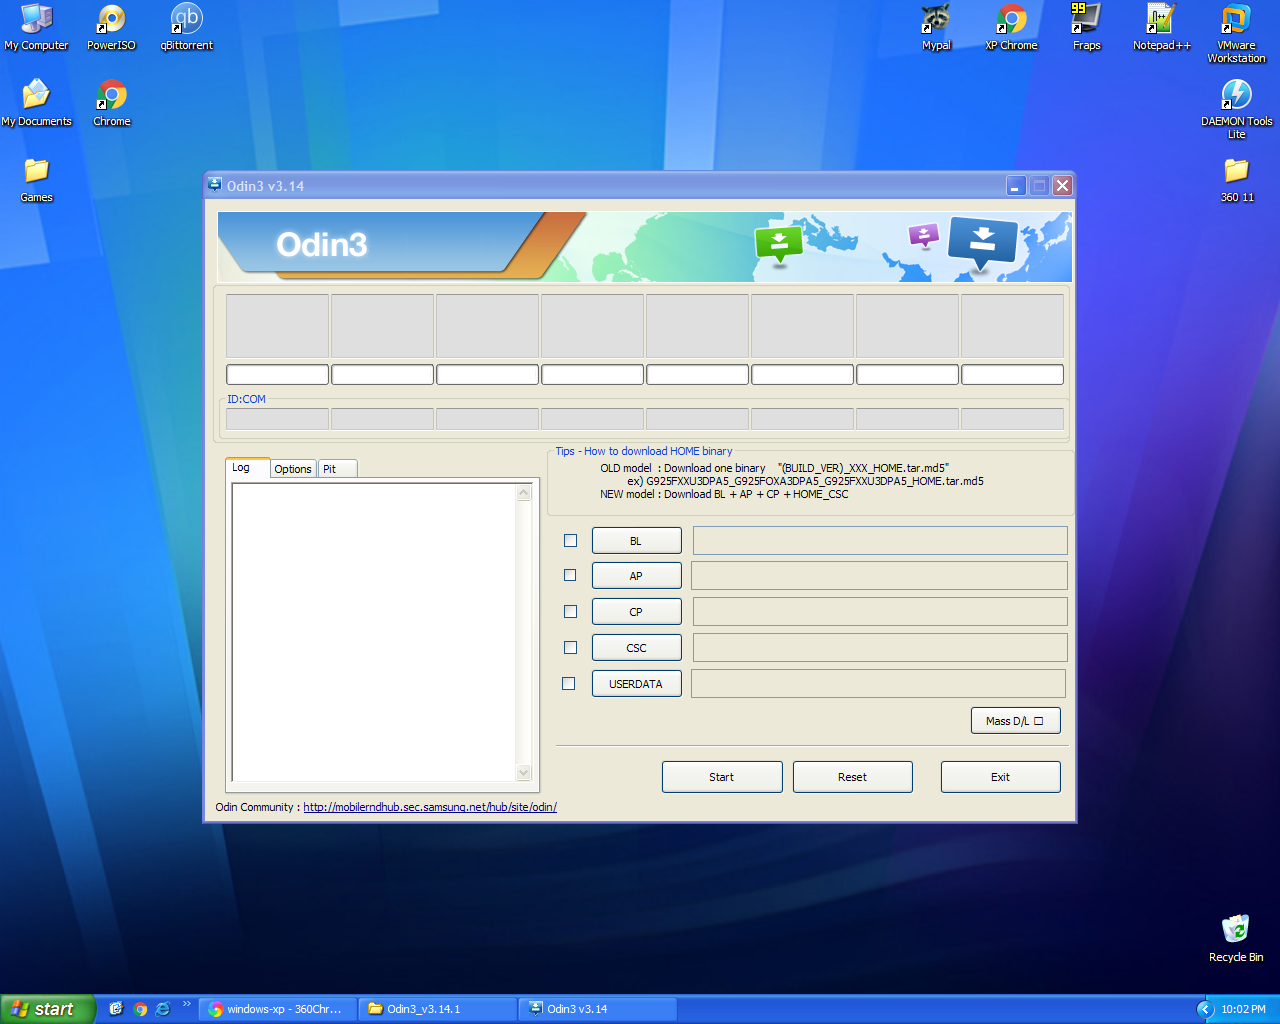 My Computer
PowerISO
qBittorrent
Mypal
XP Chrome
99
Fraps
Notepad++
VMware
Workstation
My Documents
Chrome
DAEMON Tools
Lite
Games
360 11
Odin3 v3.14
Odin3
ID:COM
Log
Options
Pit
Tips - How to download HOME binary
OLD model : Download one binary "(BUILD_VER)_XXX_HOME.tar.md5"
ex) G925FXXU3DPA5_G925FOXA3DPA5_G925FXXU3DPA5_HOME.tar.md5
NEW model : Download BL + AP + CP + HOME_CSC
BL
AP
CP
CSC
USERDATA
Mass D/L □
Start
Reset
Exit
Odin Community : http://mobilerndhub.sec.samsung.net/hub/site/odin/
Recycle Bin
start
windows-xp - 360Chr...
Odin3_v3.14.1
Odin3 v3.14
10:02 PM